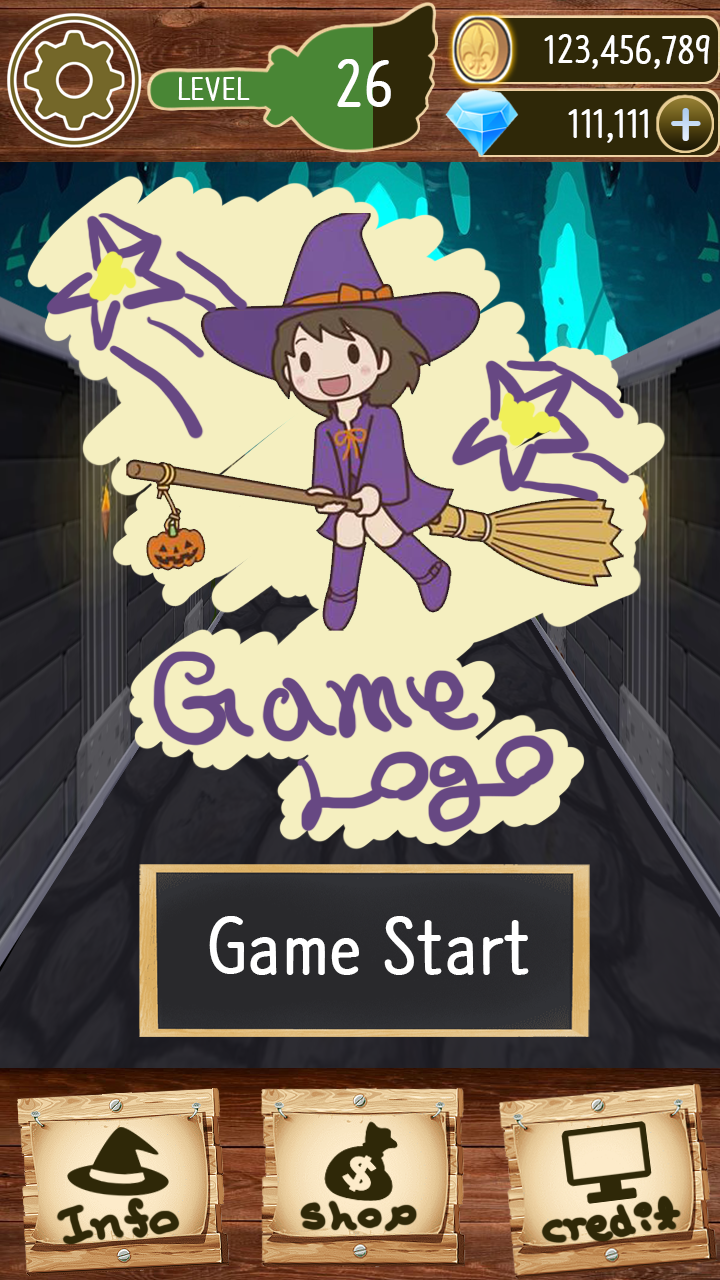 LEVEL 26
123,456,789
111,111
Game
Logo
Game Start
Info
shop
credit